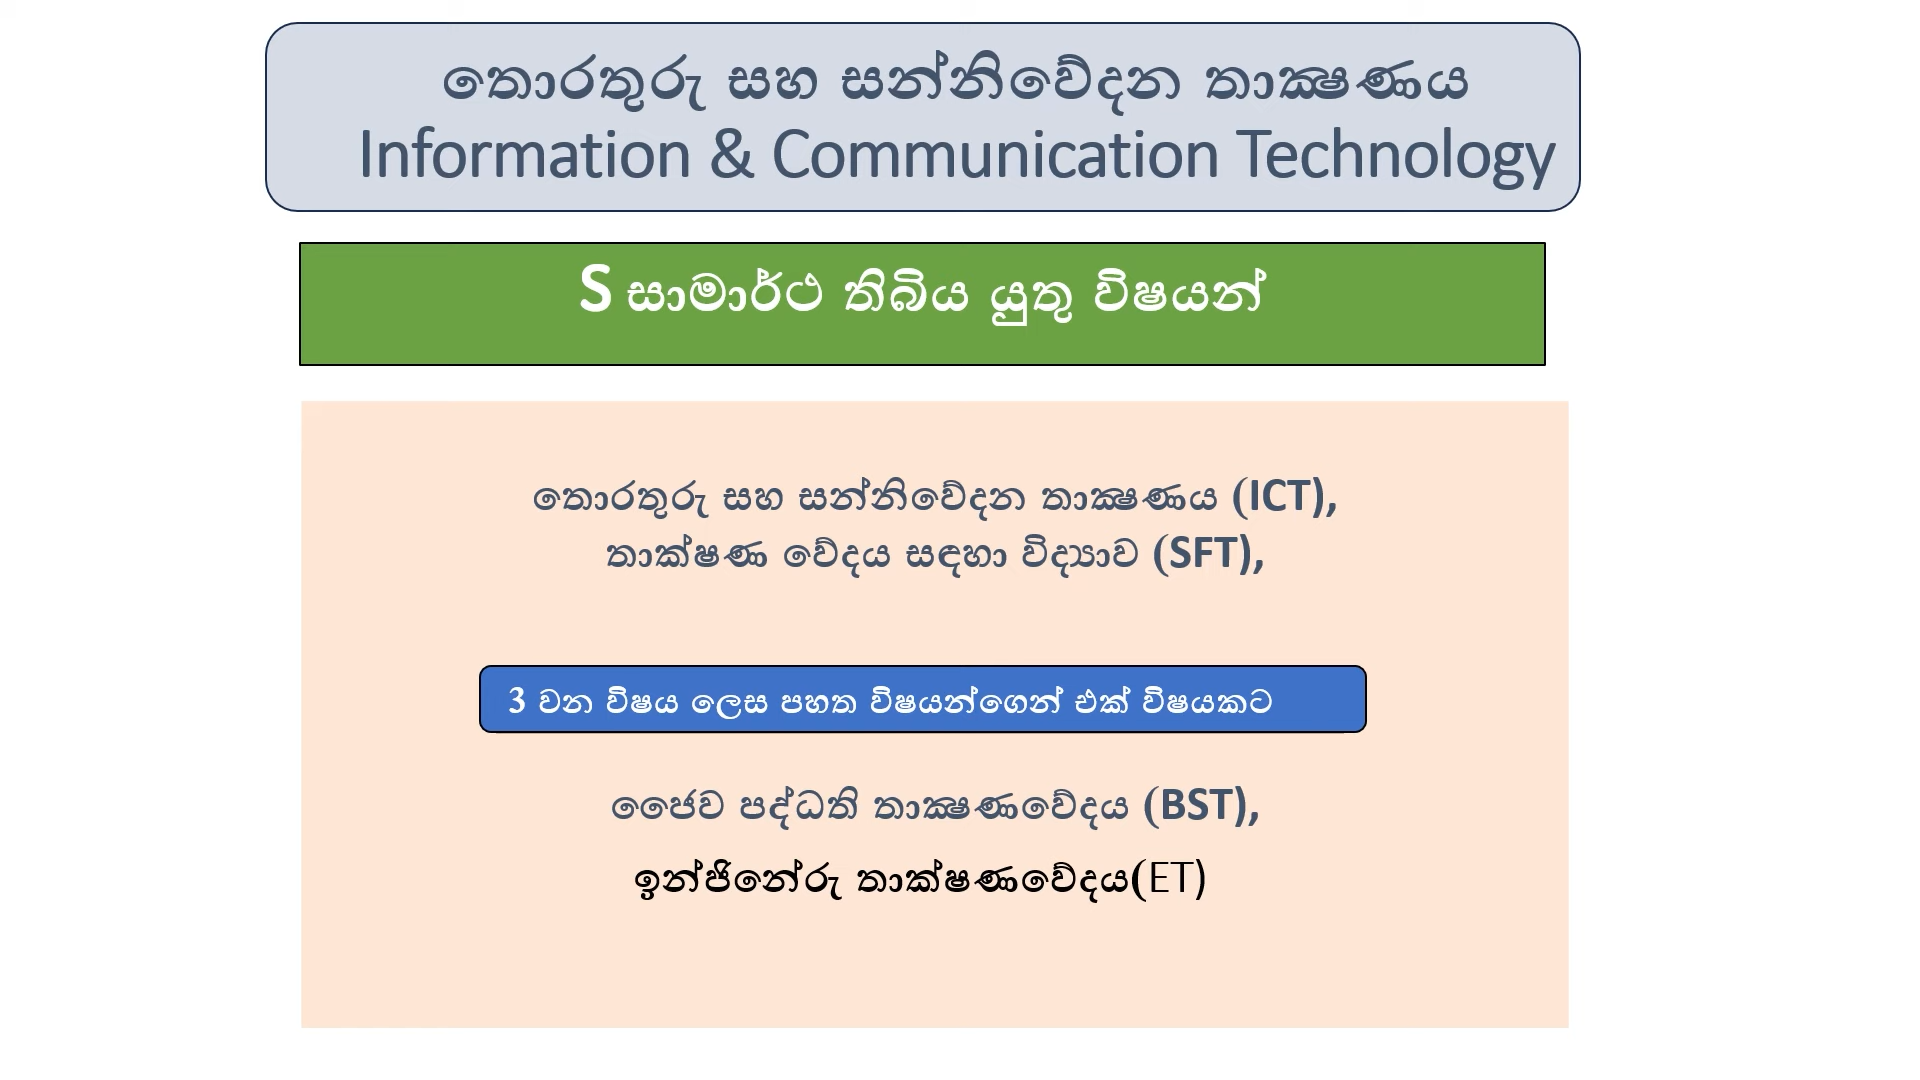 තොරතුරු සහ සන්නිවේදන තාක්‍ෂණය
Information & Communication Technology
S සාමාර්ථ තිබිය යුතු විෂයන්
තොරතුරු සහ සන්නිවේදන තාක්‍ෂණය (ICT),
තාක්ෂණ වේදය සඳහා විද්‍යාව (SFT),
3 වන විෂය ලෙස පහත විෂයන්ගෙන් එක් විෂයකට
ජෛව පද්ධති තාක්‍ෂණවේදය (BST),
ඉන්ජිනේරු තාක්ෂණවේදය(ET)